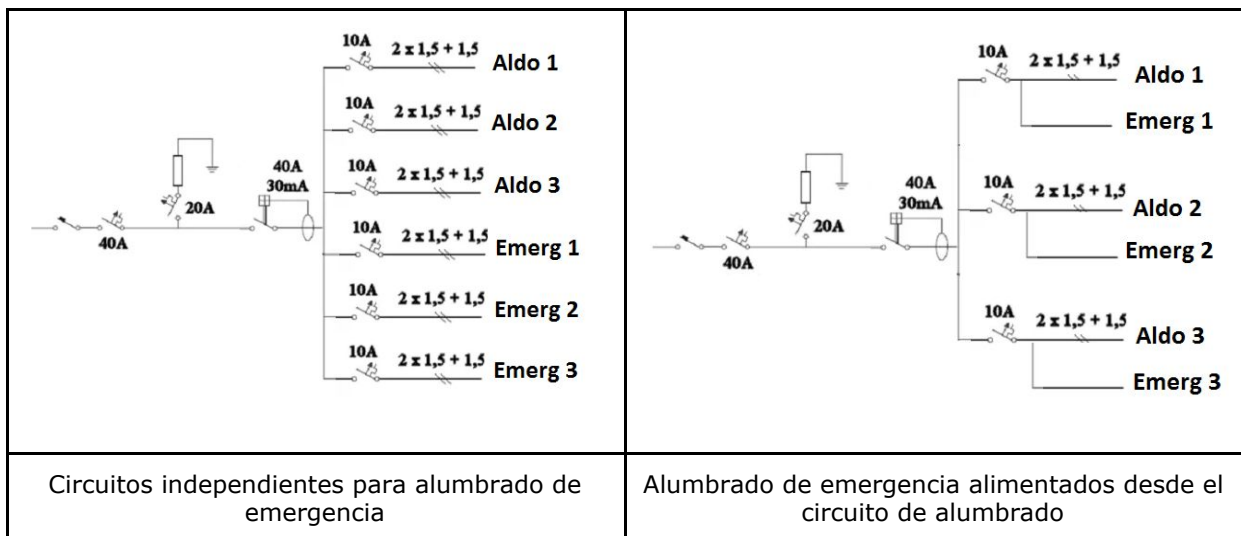 10A
2 x 1,5 + 1,5
Aldo 1
10A
2 x 1,5 + 1,5
Aldo 2
10A
2 x 1,5 + 1,5
Aldo 3
40A
30mA
20A
40A
10A
2 x 1,5 + 1,5
Emerg 1
10A
2 x 1,5 + 1,5
Emerg 2
10A
2 x 1,5 + 1,5
Emerg 3
10A
2 x 1,5 + 1,5
Aldo 1
Emerg 1
40A
30mA
20A
40A
10A
2 x 1,5 + 1,5
Aldo 2
Emerg 2
10A
2 x 1,5 + 1,5
Aldo 3
Emerg 3
Circuitos independientes para alumbrado de
emergencia
Alumbrado de emergencia alimentados desde el
circuito de alumbrado